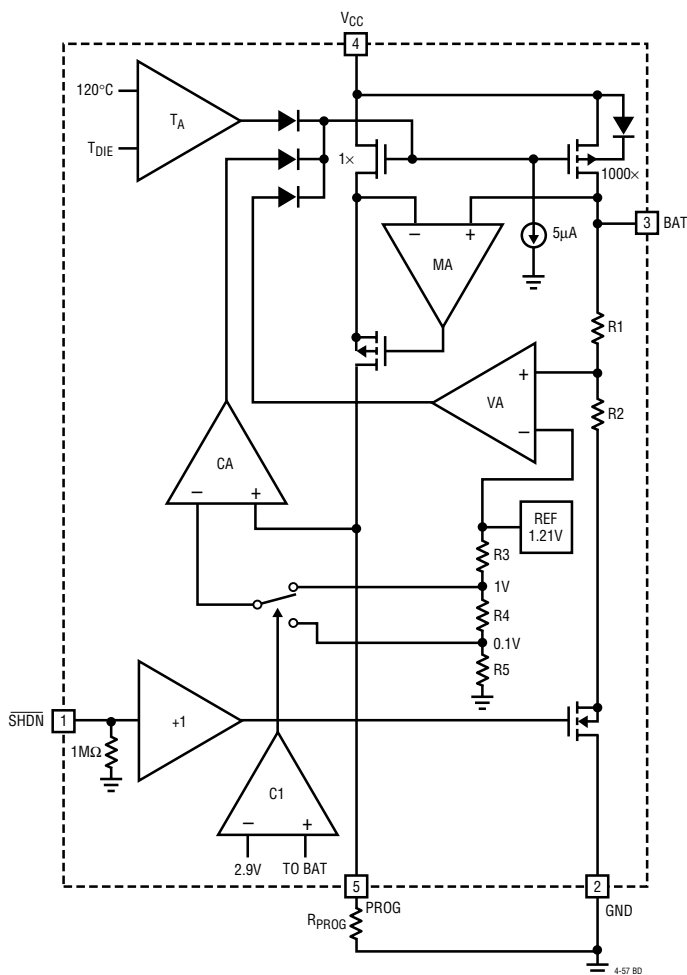 VCC
4
120°C
TA
TDIE
1×
1000×
– +
MA
5µA
3 BAT
R1
+
VA
–
R2
CA
– +
REF
1.21V
R3
1V
R4
0.1V
R5
SHDN 1
+1
1MΩ
C1
– +
2.9V TO BAT
5 2
PROG GND
RPROG
4-57 BD